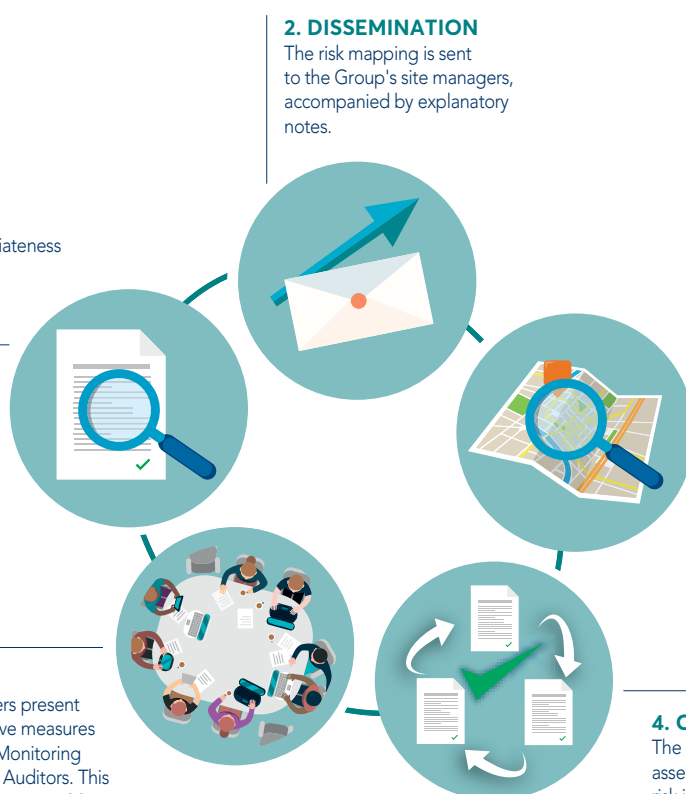 2. DISSEMINATION
The risk mapping is sent
to the Group's site managers,
accompanied by explanatory
notes.
iateness
ers present
ve measures
Monitoring
Auditors. This
4. C
The
asse